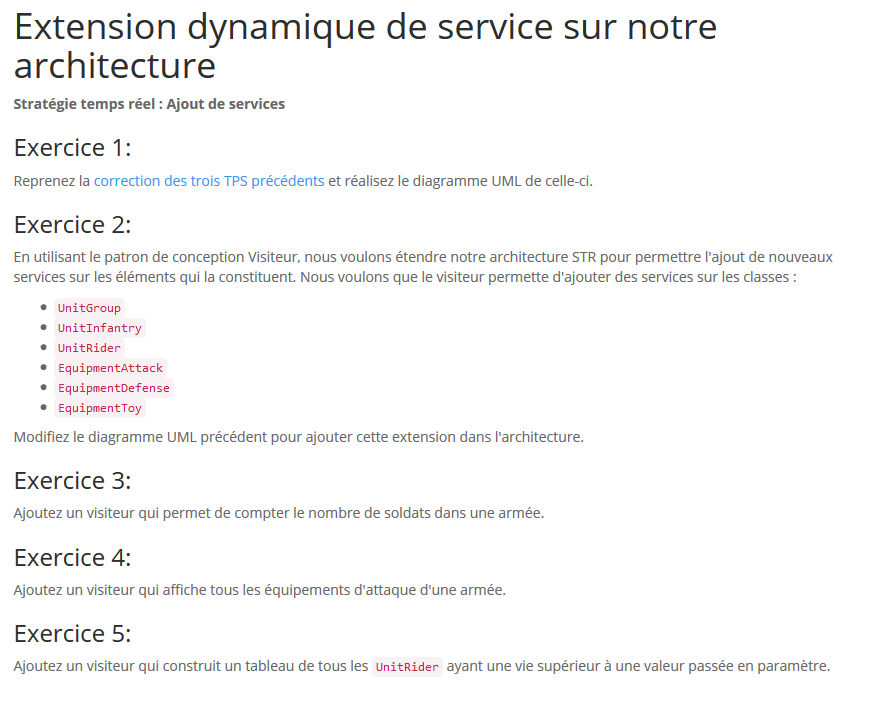 Extension dynamique de service sur notre
architecture
Stratégie temps réel : Ajout de services
Exercice 1:
Reprenez la correction des trois TPS précédents et réalisez le diagramme UML de celle-ci.
Exercice 2:
En utilisant le patron de conception Visiteur, nous voulons étendre notre architecture STR pour permettre l'ajout de nouveaux
services sur les éléments qui la constituent. Nous voulons que le visiteur permette d'ajouter des services sur les classes :
UnitGroup
UnitInfantry
UnitRider
EquipmentAttack
EquipmentDefense
EquipmentToy
Modifiez le diagramme UML précédent pour ajouter cette extension dans l'architecture.
Exercice 3:
Ajoutez un visiteur qui permet de compter le nombre de soldats dans une armée.
Exercice 4:
Ajoutez un visiteur qui affiche tous les équipements d'attaque d'une armée.
Exercice 5:
Ajoutez un visiteur qui construit un tableau de tous les UnitRider ayant une vie supérieur à une valeur passée en paramètre.